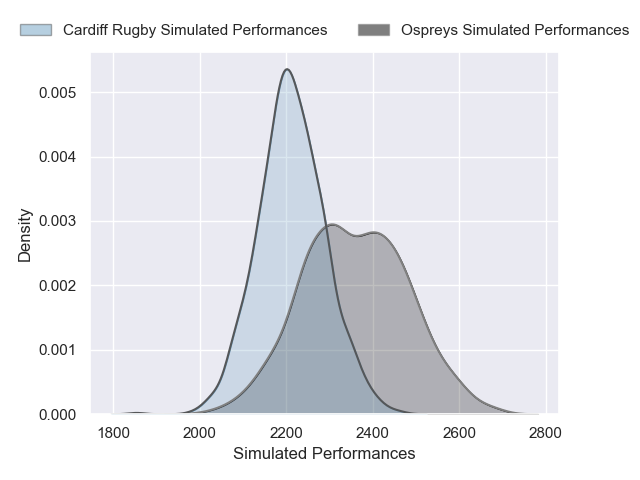 Cardiff Rugby Simulated Performances
Ospreys Simulated Performances
0.005
0.004
0.003
0.002
0.001
0.000
Density
1800 2000 2200 2400 2600 2800
Simulated Performances